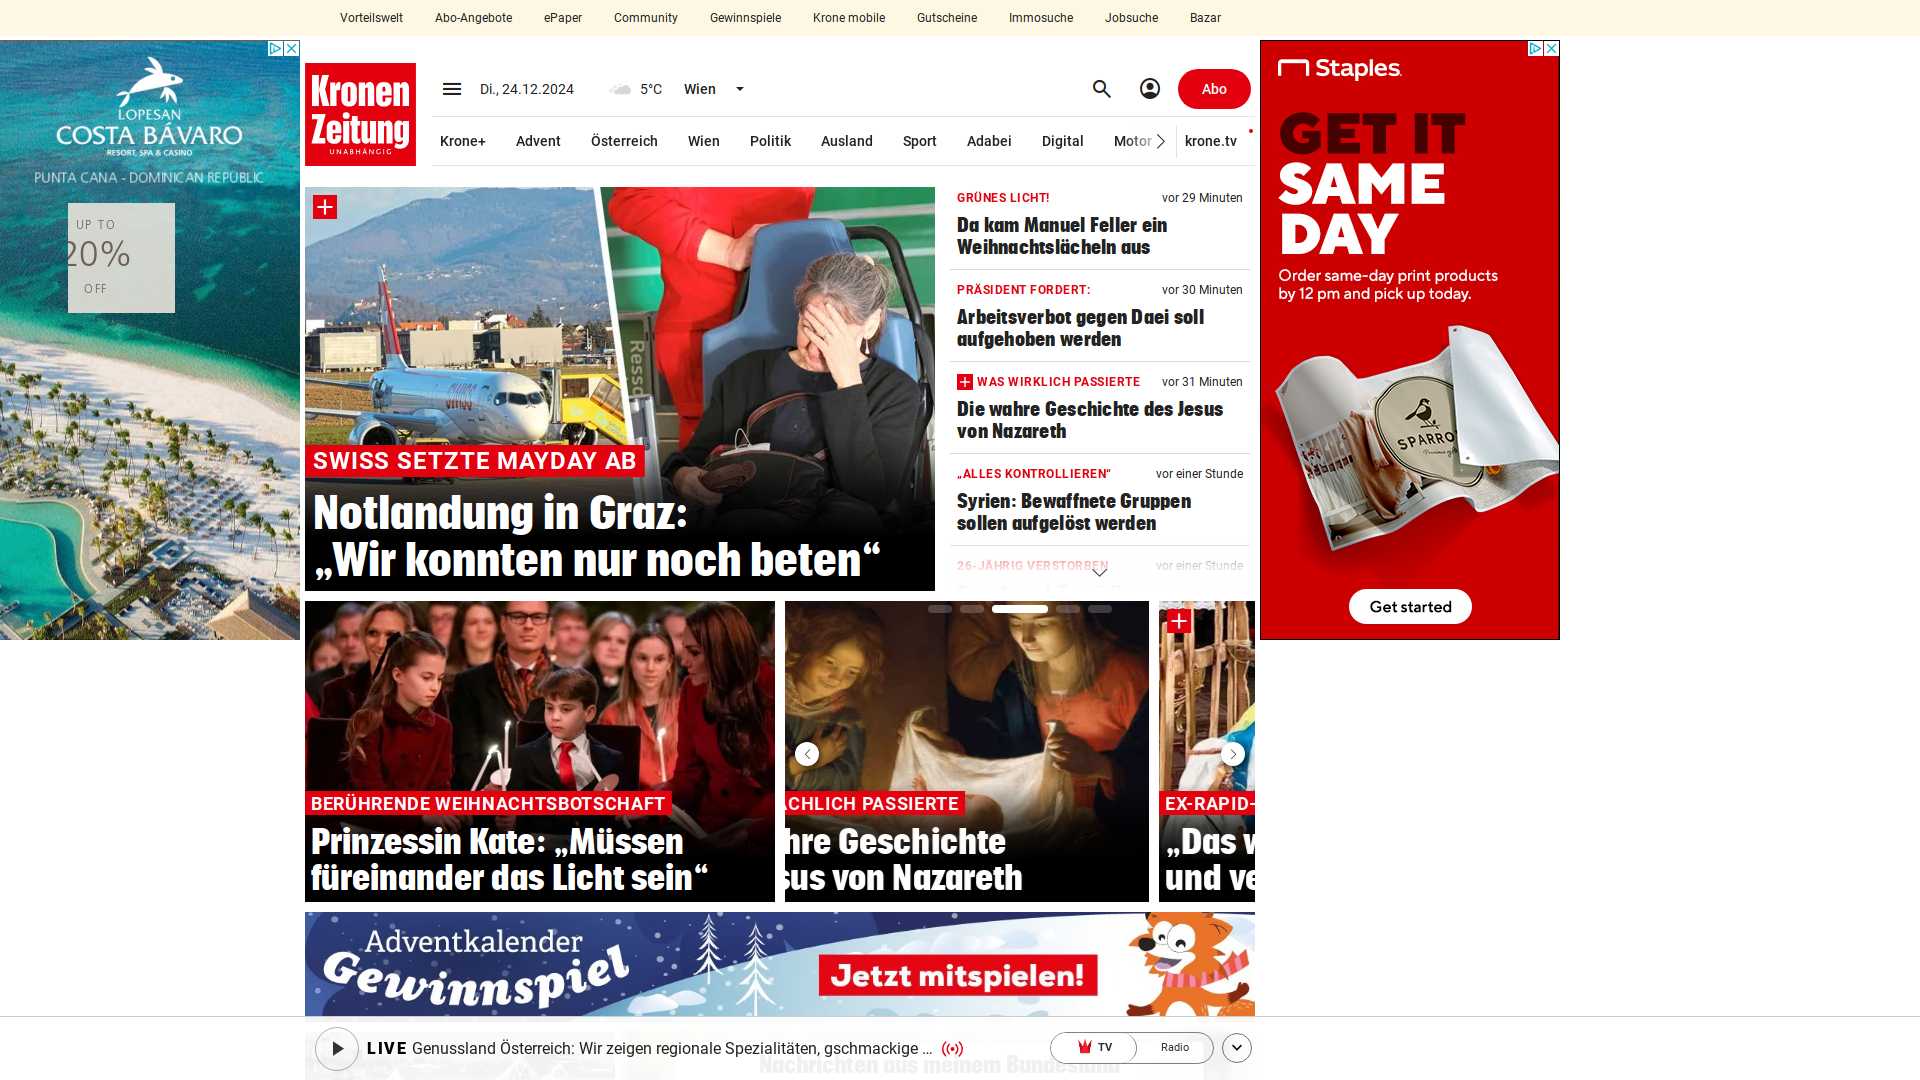 Vorteilswelt
Abo-Angebote
ePaper
Community
Gewinnspiele
Krone mobile
Gutscheine
Immosuche
Jobsuche
Bazar
LOPESAN
COSTA BÁVARO
RESORT, SPA & CASINO
PUNTA CANA - DOMINICAN REPUBLIC
UP TO
20%
OFF
Kronen
Zeitung
UNABHÄNGIG
Di., 24.12.2024
5°C
Wien
Abo
Krone+
Advent
Österreich
Wien
Politik
Ausland
Sport
Adabei
Digital
Motor
krone.tv
SWISS SETZTE MAYDAY AB
Notlandung in Graz:
„Wir konnten nur noch beten“
GRÜNES LICHT!
vor 29 Minuten
Da kam Manuel Feller ein
Weihnachtslächeln aus
PRÄSIDENT FORDERT:
vor 30 Minuten
Arbeitsverbot gegen Daei soll
aufgehoben werden
WAS WIRKLICH PASSIERTE
vor 31 Minuten
Die wahre Geschichte des Jesus
von Nazareth
„ALLES KONTROLLIEREN“
vor einer Stunde
Syrien: Bewaffnete Gruppen
sollen aufgelöst werden
26-JÄHRIG VERSTORBEN
vor einer Stunde
Staples
GET IT
SAME
DAY
Order same-day print products
by 12 pm and pick up today.
SPARRO
Get started
BERÜHRENDE WEIHNACHTSBOTSCHAFT
Prinzessin Kate: „Müssen
füreinander das Licht sein“
ÄCHLICH PASSIERTE
hre Geschichte
sus von Nazareth
EX-RAPID-
„Das w
und ve
Adventkalender
Gewinnspiel
Jetzt mitspielen!
LIVE Genussland Österreich: Wir zeigen regionale Spezialitäten, gschmackige ...
TV
Radio
Nachrichten aus meinem Bundesland